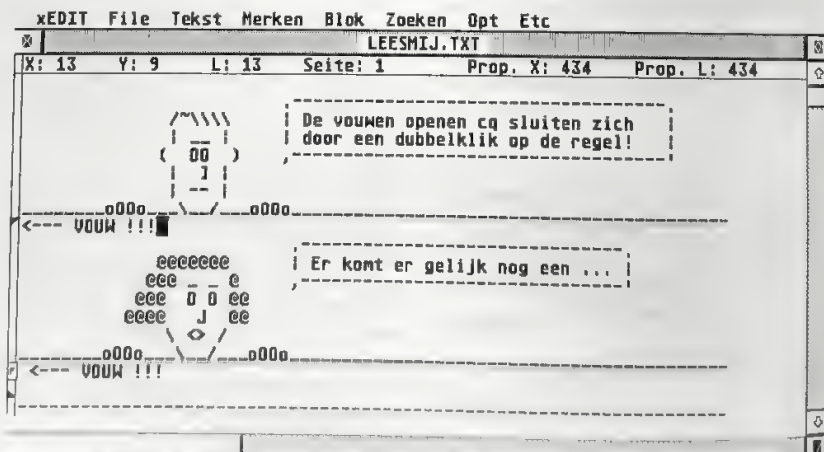 xEDIT File Tekst Merken Blok Zoeken Opt Etc
LEESMIJ.TXT
X: 13 Y: 9 L: 13 Seite: 1 Prop. X: 434 Prop. L: 434
De vouwen openen cq sluiten zich
door een dubbelklik op de regel!
<--- VOUW !!!
Er komt er gelijk nog een ...
<--- VOUW !!!